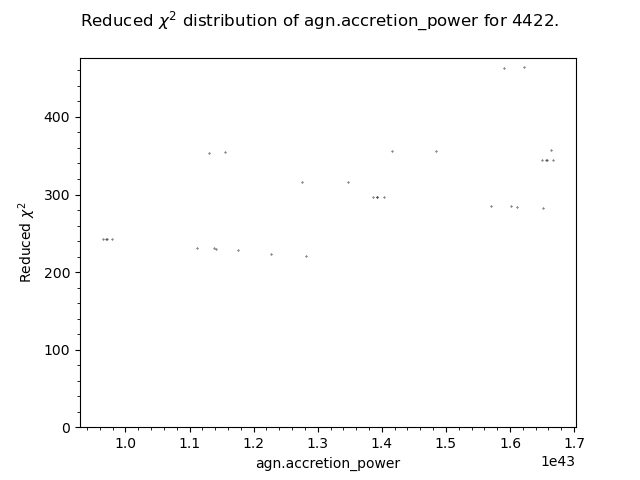 Reduced χ² distribution of agn.accretion_power for 4422.
400
300
200
100
0
Reduced χ²
1.0 1.1 1.2 1.3 1.4 1.5 1.6 1.7
1e43
agn.accretion_power